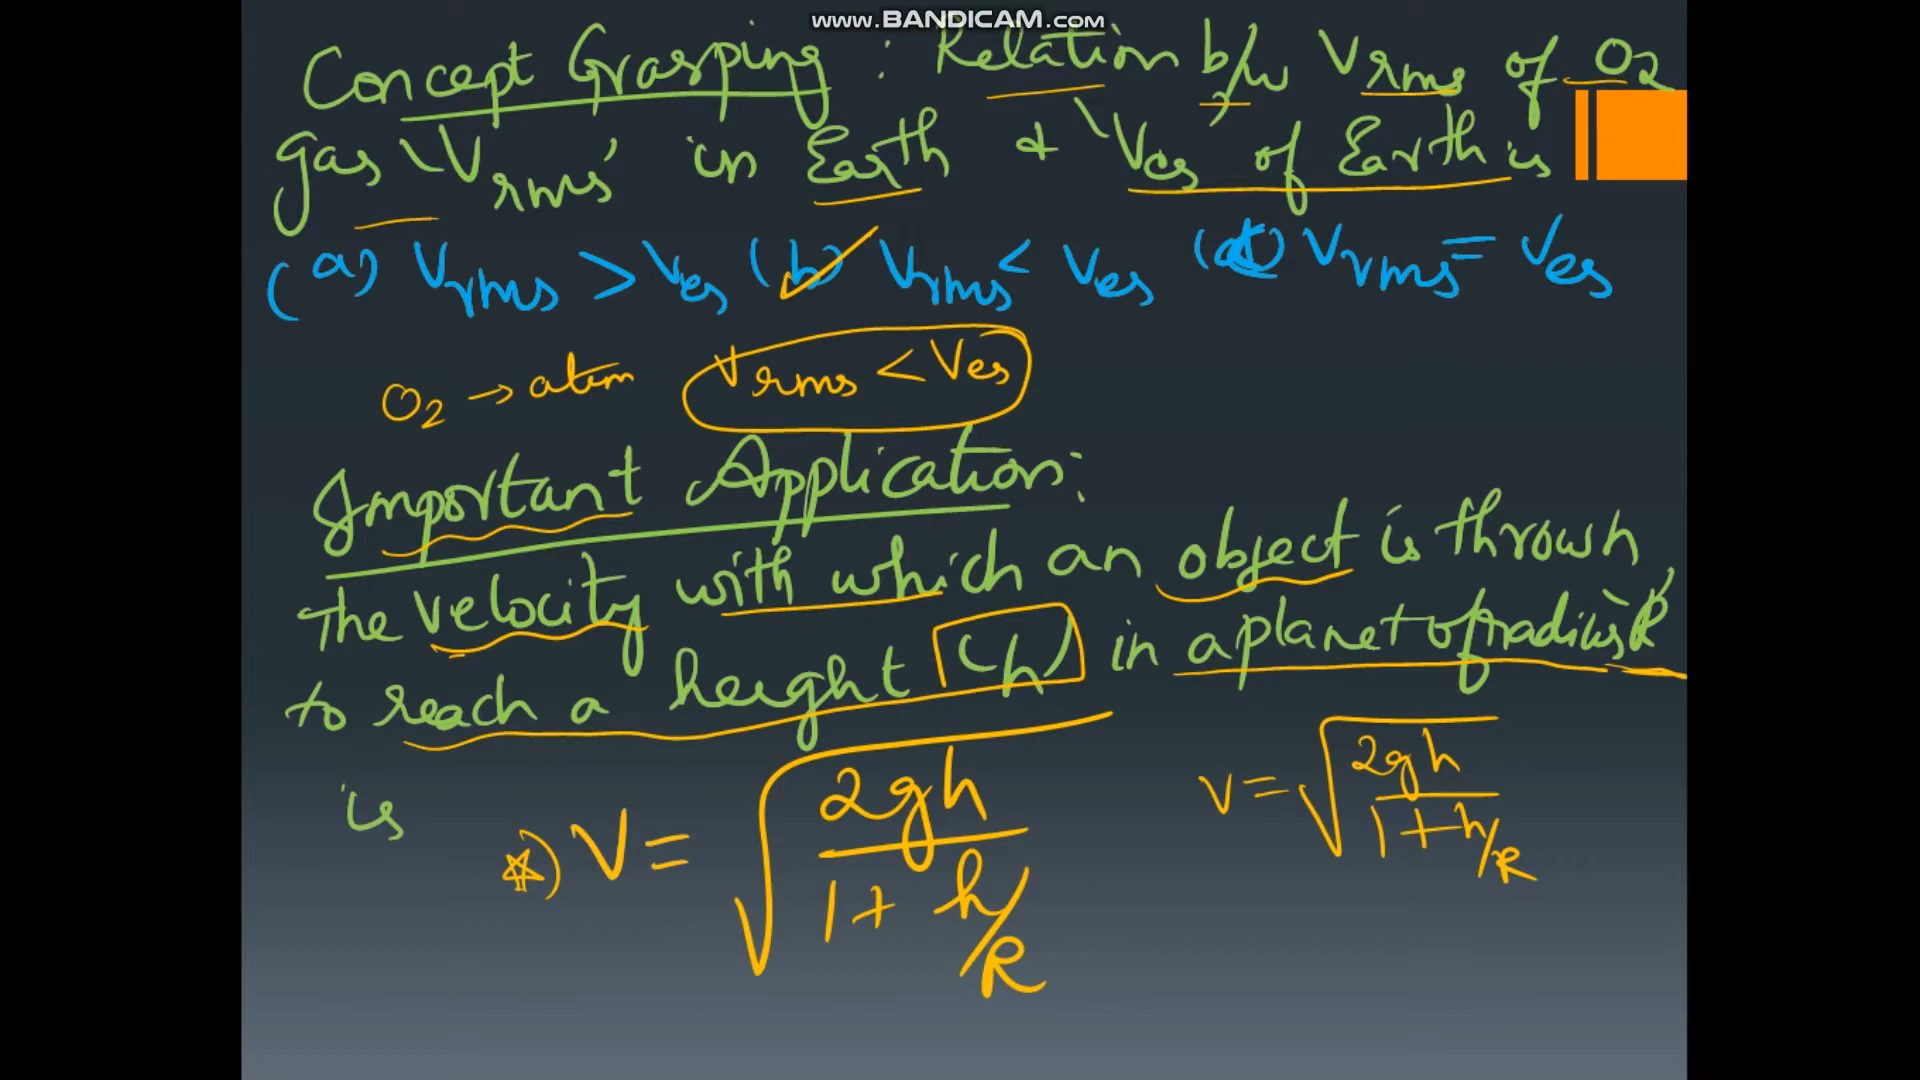 www.BANDICAM.com
Concept Grasping : Relation b/w Vrms of O2
gas 'Vrms' in Earth & 'Ves' of Earth is
(a) Vrms > Ves (b) Vrms < Ves () Vrms = Ves
O2 → atm Vrms < Ves
Important Application:
The velocity with which an object is thrown,
to reach a height (h) in a planet of radius 'R'
is
*) V = √2gh / 1 + h/R
v = √2gh / 1 + h/R